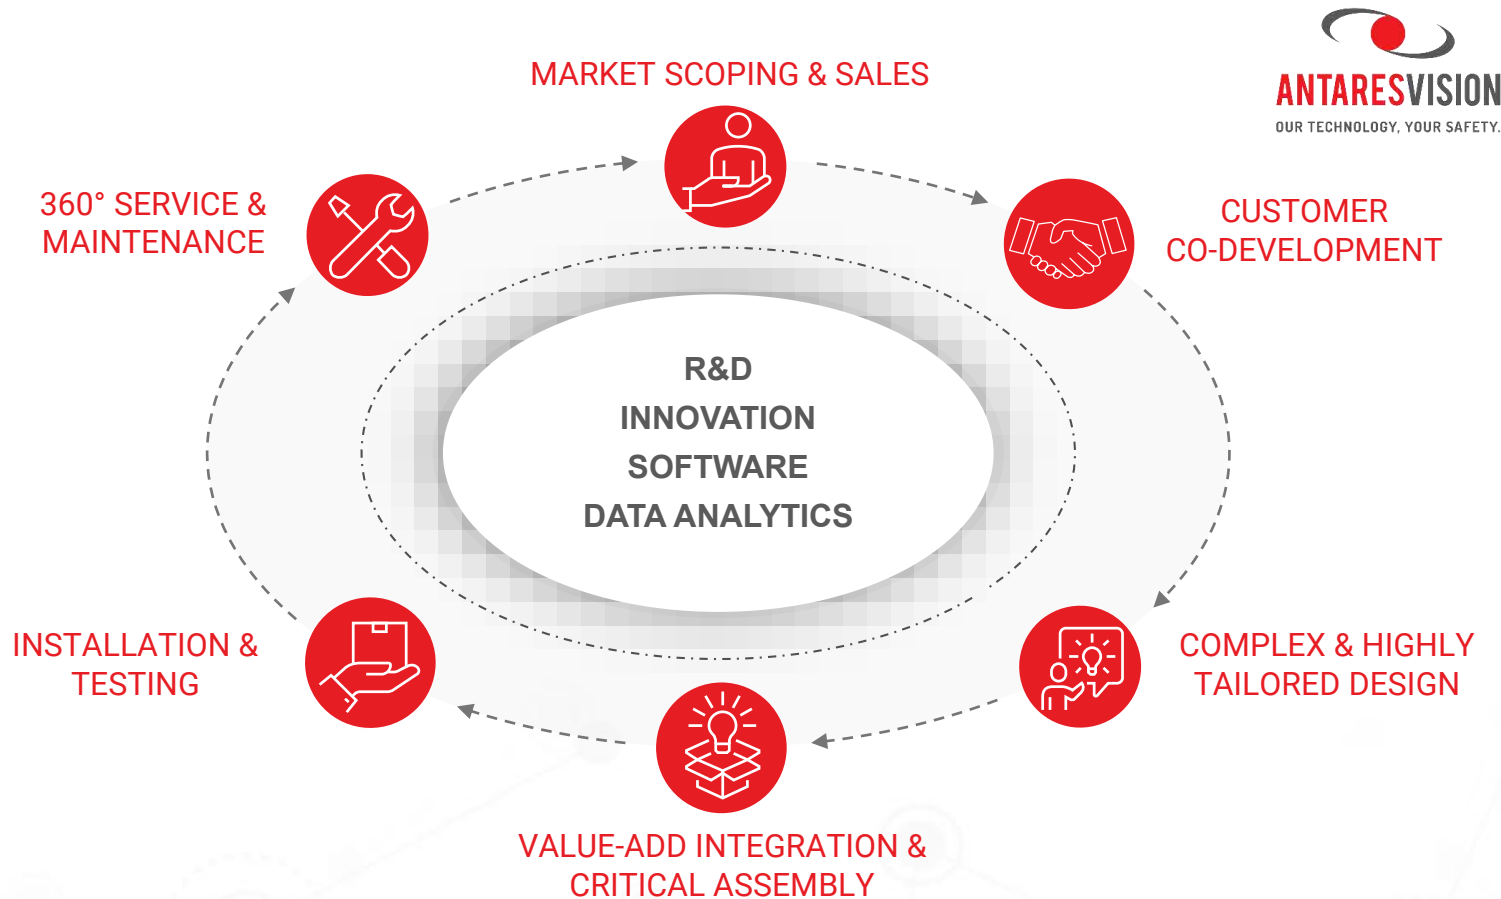 ANTARESVISION
OUR TECHNOLOGY, YOUR SAFETY.
MARKET SCOPING & SALES
CUSTOMER
CO-DEVELOPMENT
COMPLEX & HIGHLY
TAILORED DESIGN
VALUE-ADD INTEGRATION &
CRITICAL ASSEMBLY
INSTALLATION &
TESTING
360° SERVICE &
MAINTENANCE
R&D
INNOVATION
SOFTWARE
DATA ANALYTICS